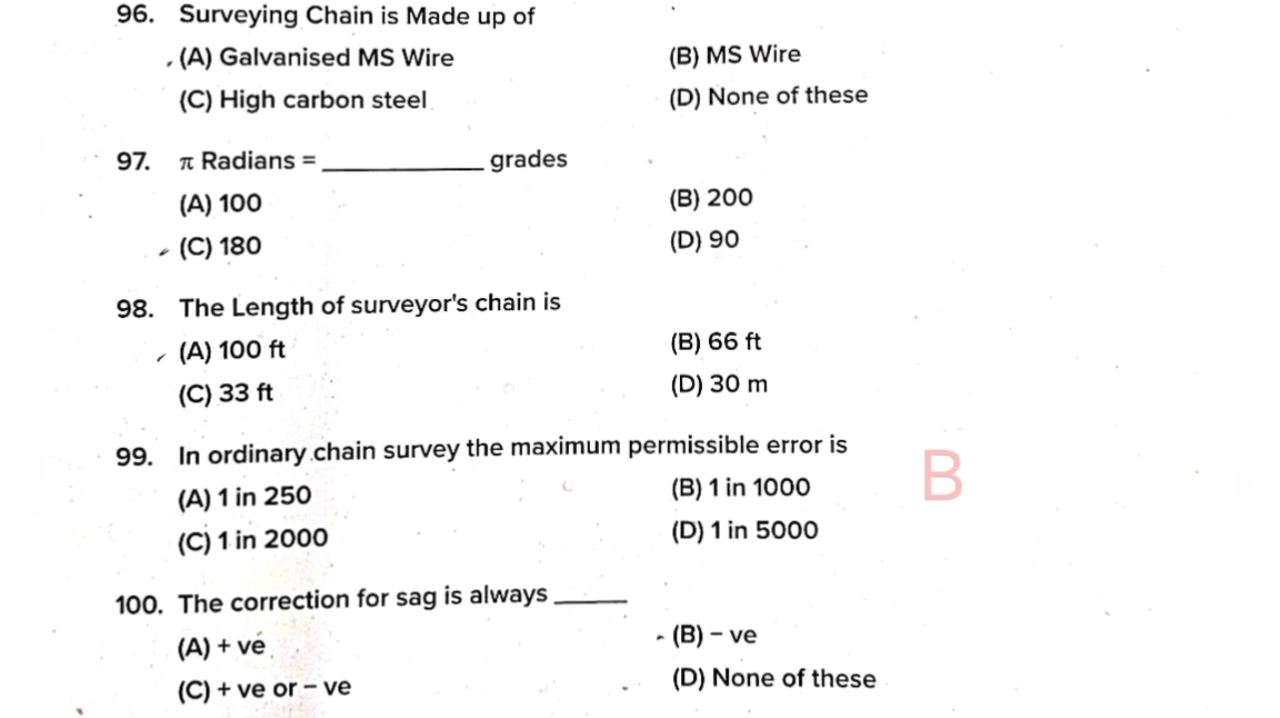 96. Surveying Chain is Made up of
(A) Galvanised MS Wire (B) MS Wire
(C) High carbon steel (D) None of these
97. π Radians = ____________ grades
(A) 100 (B) 200
(C) 180 (D) 90
98. The Length of surveyor's chain is
(A) 100 ft (B) 66 ft
(C) 33 ft (D) 30 m
99. In ordinary chain survey the maximum permissible error is
(A) 1 in 250 (B) 1 in 1000
B
(C) 1 in 2000 (D) 1 in 5000
100. The correction for sag is always _____
(A) + ve (B) – ve
(C) + ve or – ve (D) None of these